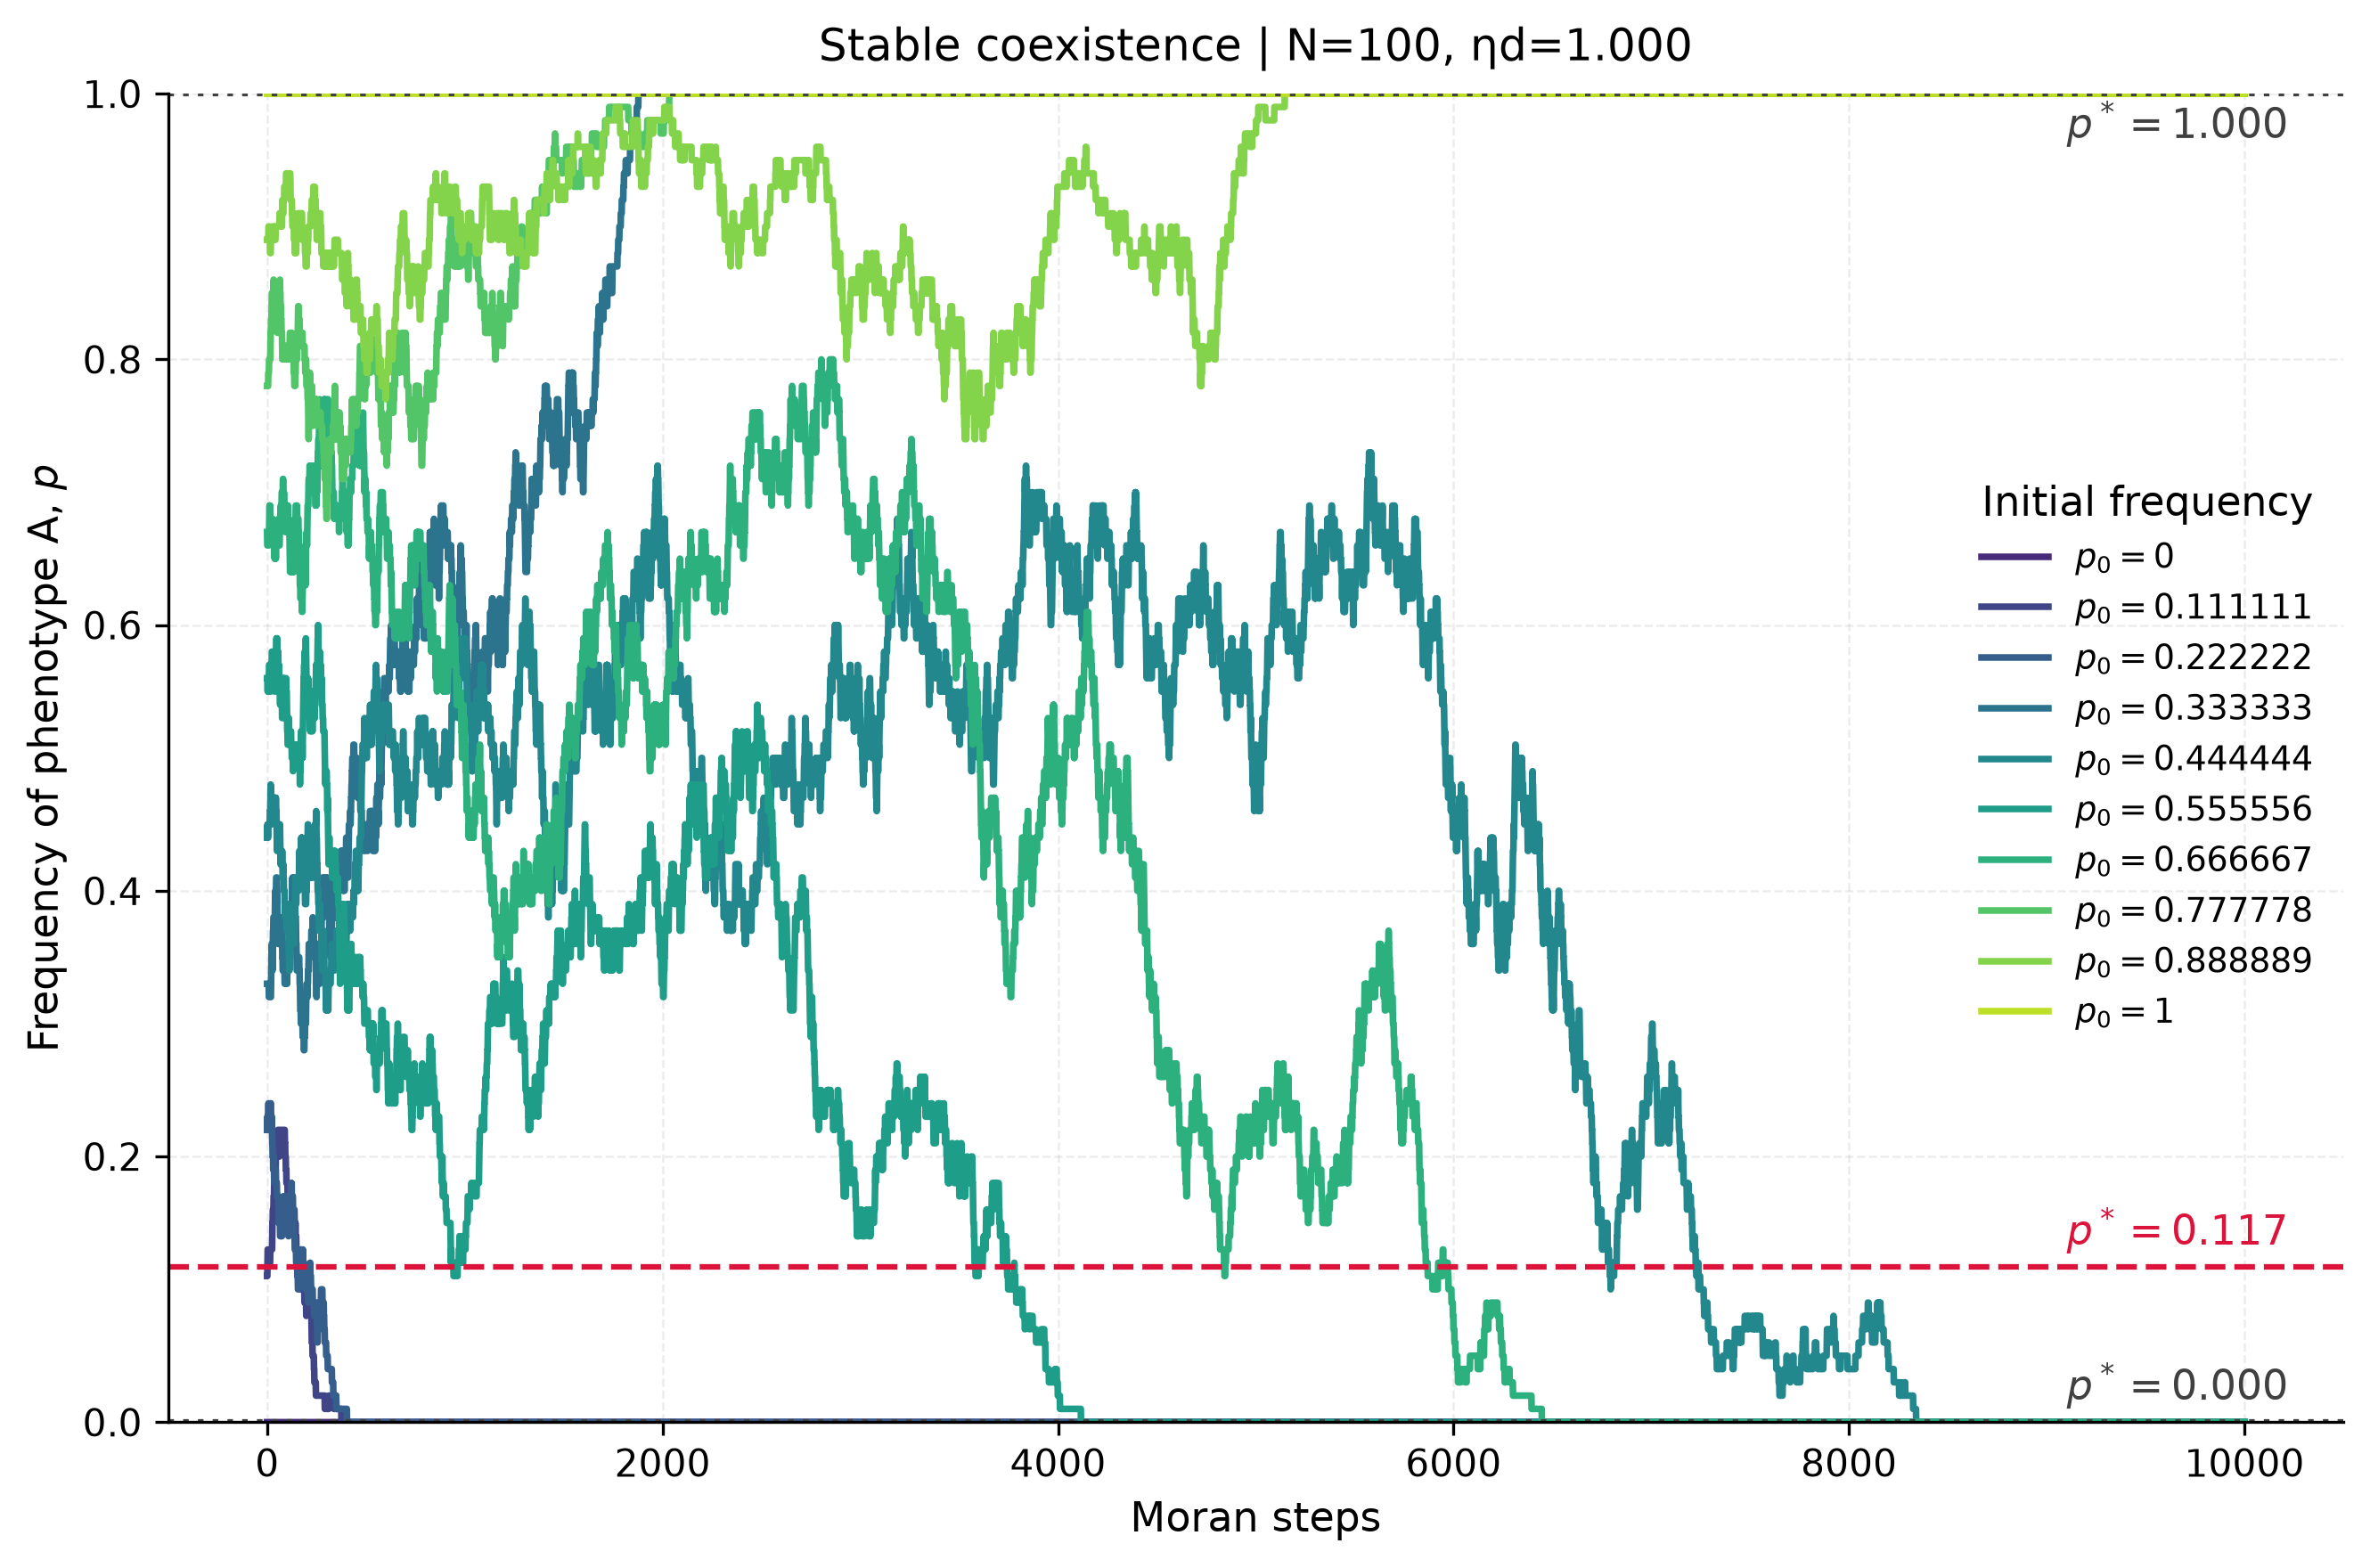 Stable coexistence | N=100, ηd=1.000
Frequency of phenotype A, p
1.0
0.8
0.6
0.4
0.2
0.0
p* = 1.000
Initial frequency
p₀ = 0
p₀ = 0.111111
p₀ = 0.222222
p₀ = 0.333333
p₀ = 0.444444
p₀ = 0.555556
p₀ = 0.666667
p₀ = 0.777778
p₀ = 0.888889
p₀ = 1
p* = 0.117
p* = 0.000
0 2000 4000 6000 8000 10000
Moran steps